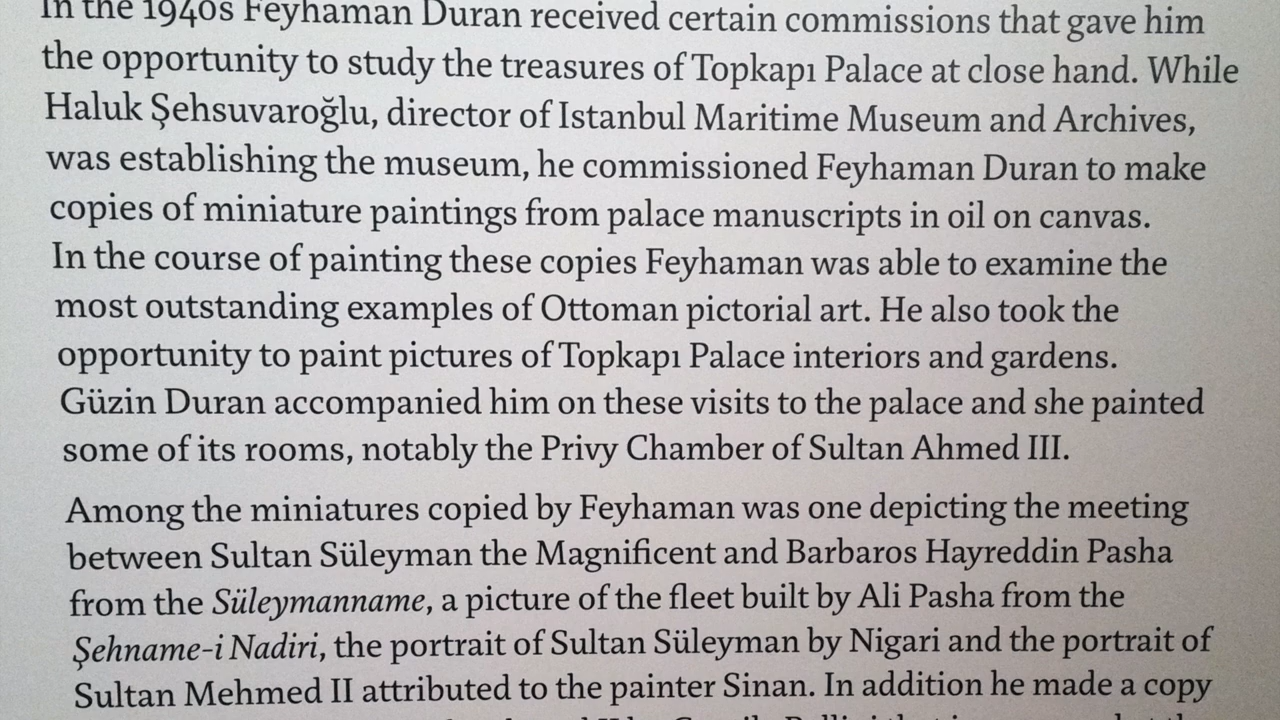 In the 1940s Feyhaman Duran received certain commissions that gave him
the opportunity to study the treasures of Topkapı Palace at close hand. While
Haluk Şehsuvaroğlu, director of Istanbul Maritime Museum and Archives,
was establishing the museum, he commissioned Feyhaman Duran to make
copies of miniature paintings from palace manuscripts in oil on canvas.
In the course of painting these copies Feyhaman was able to examine the
most outstanding examples of Ottoman pictorial art. He also took the
opportunity to paint pictures of Topkapı Palace interiors and gardens.
Güzin Duran accompanied him on these visits to the palace and she painted
some of its rooms, notably the Privy Chamber of Sultan Ahmed III.
Among the miniatures copied by Feyhaman was one depicting the meeting
between Sultan Süleyman the Magnificent and Barbaros Hayreddin Pasha
from the Süleymanname, a picture of the fleet built by Ali Pasha from the
Şehname-i Nadiri, the portrait of Sultan Süleyman by Nigari and the portrait of
Sultan Mehmed II attributed to the painter Sinan. In addition he made a copy